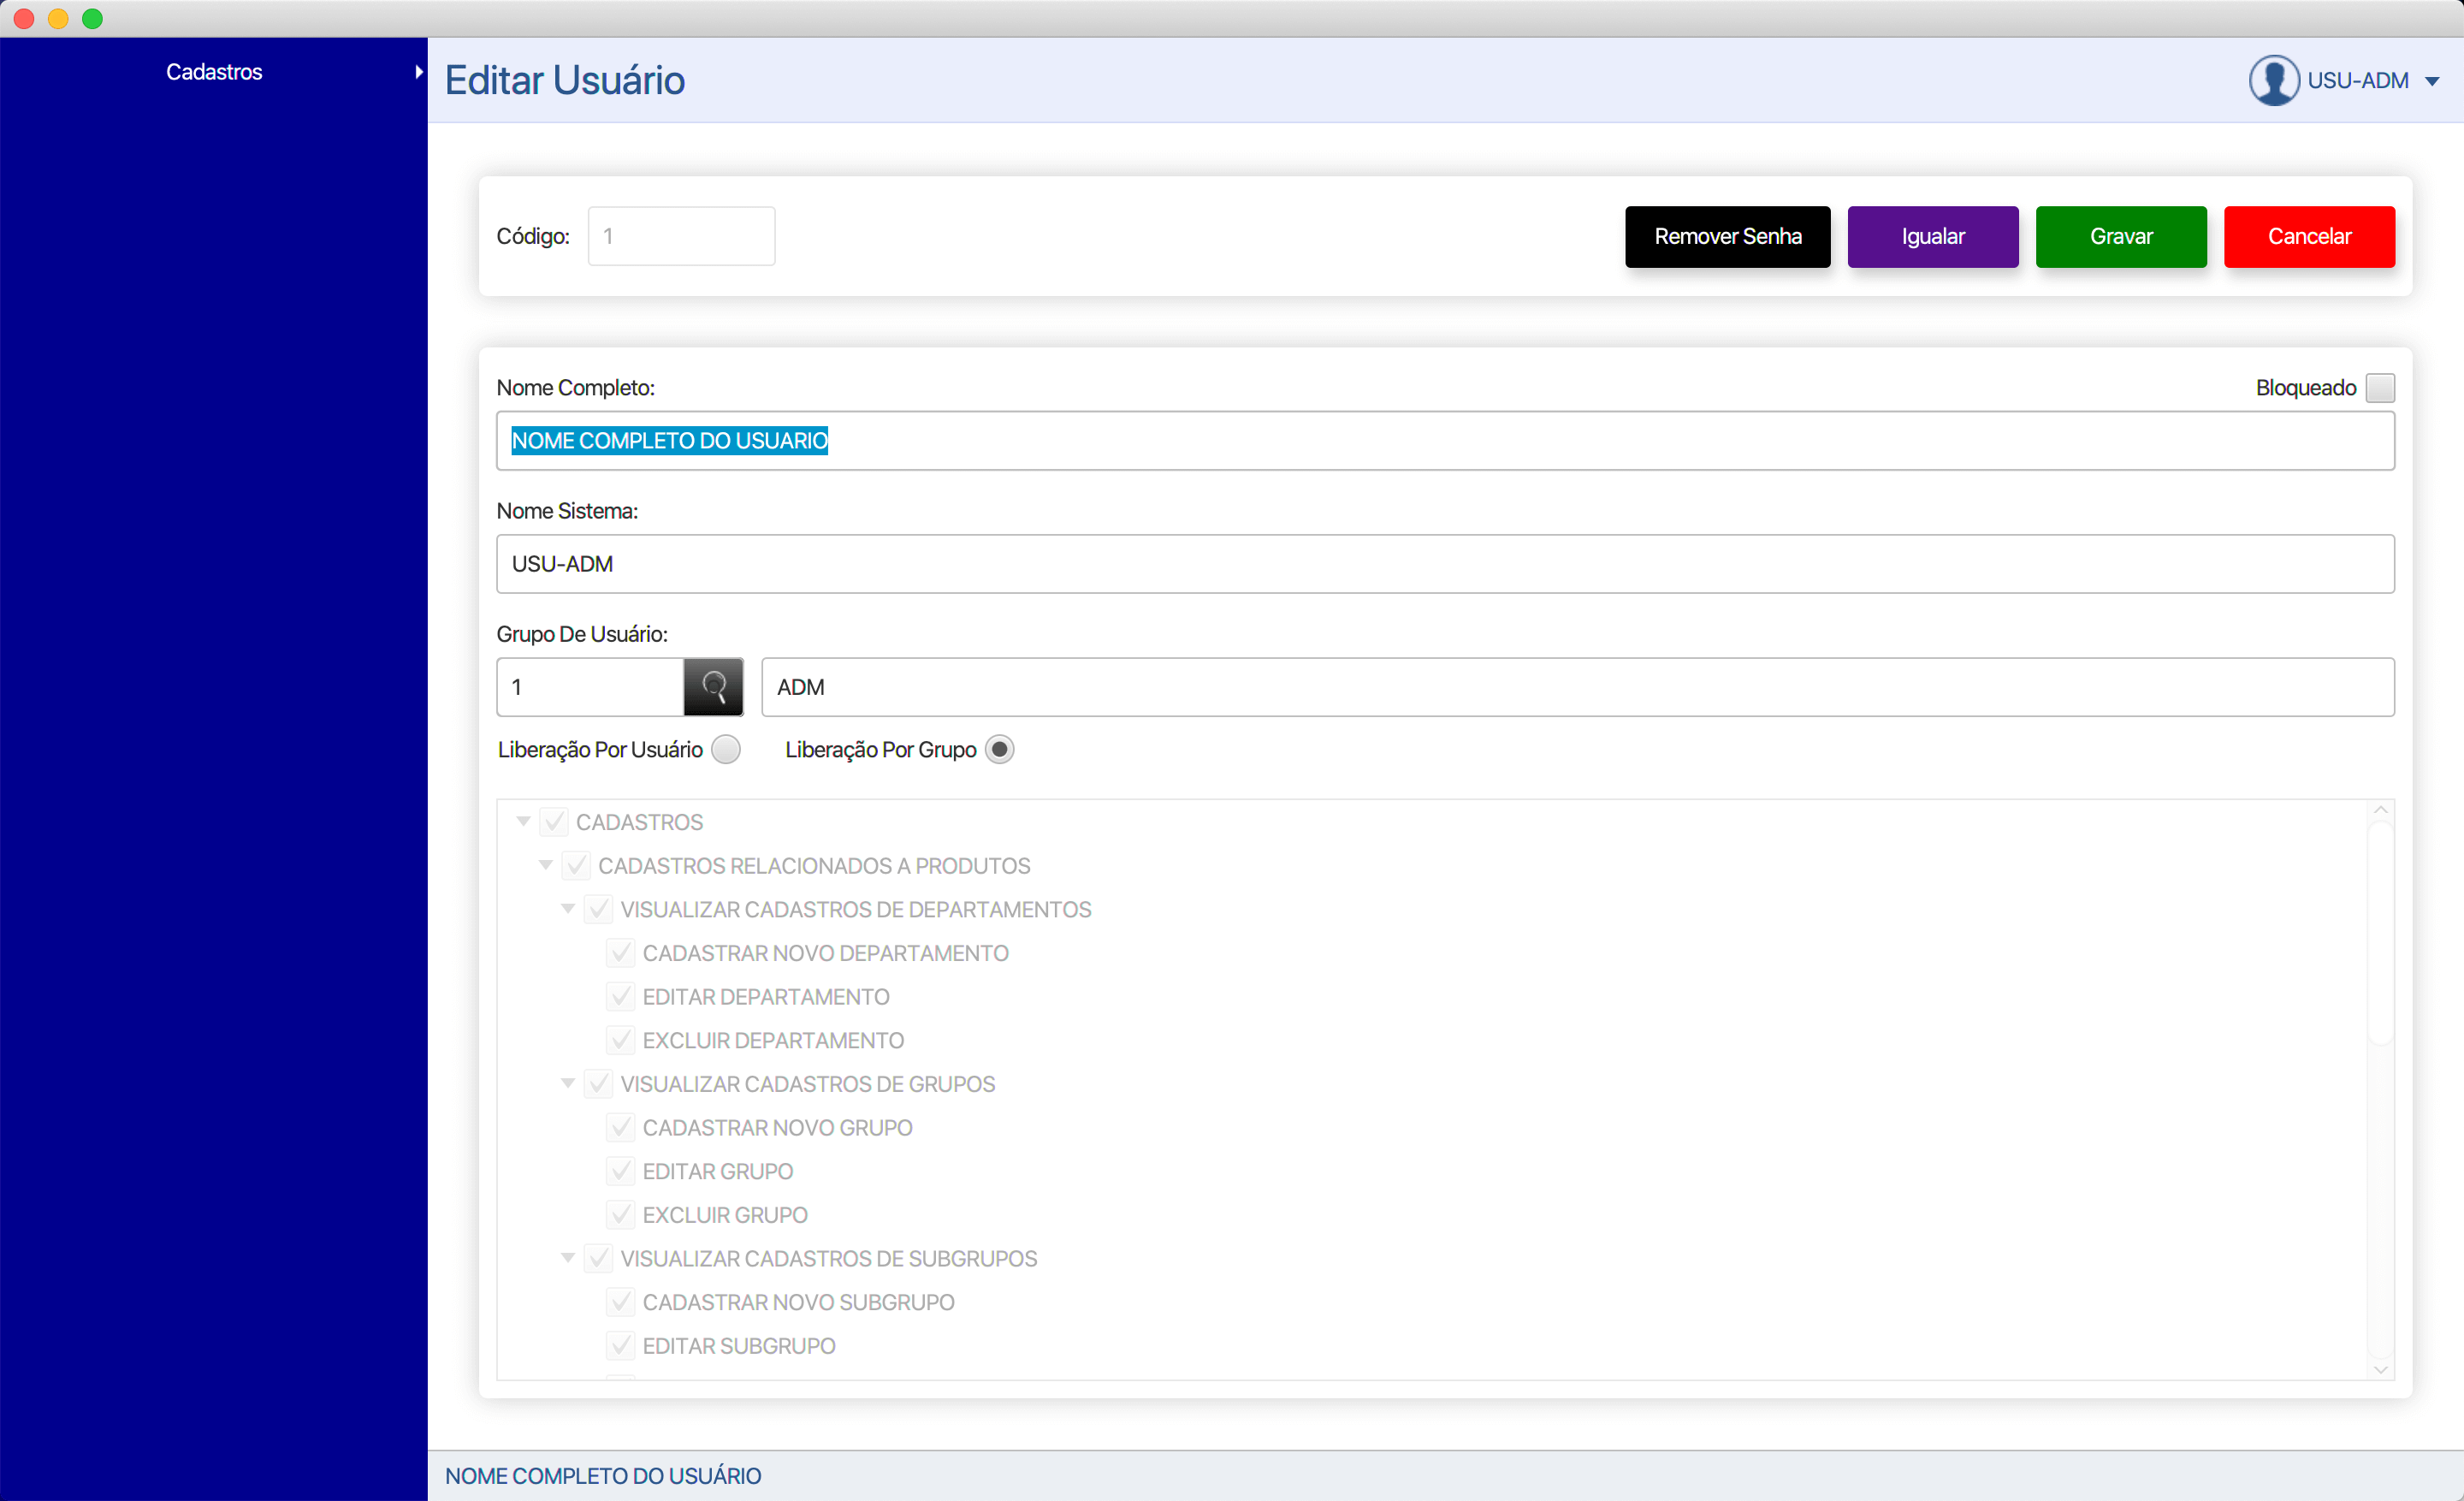 Cadastros
Editar Usuário
USU-ADM
Código: 1
Remover Senha Igualar Gravar Cancelar
Nome Completo: Bloqueado
NOME COMPLETO DO USUARIO
Nome Sistema:
USU-ADM
Grupo De Usuário:
1 ADM
Liberação Por Usuário Liberação Por Grupo
CADASTROS
CADASTROS RELACIONADOS A PRODUTOS
VISUALIZAR CADASTROS DE DEPARTAMENTOS
CADASTRAR NOVO DEPARTAMENTO
EDITAR DEPARTAMENTO
EXCLUIR DEPARTAMENTO
VISUALIZAR CADASTROS DE GRUPOS
CADASTRAR NOVO GRUPO
EDITAR GRUPO
EXCLUIR GRUPO
VISUALIZAR CADASTROS DE SUBGRUPOS
CADASTRAR NOVO SUBGRUPO
EDITAR SUBGRUPO
NOME COMPLETO DO USUÁRIO